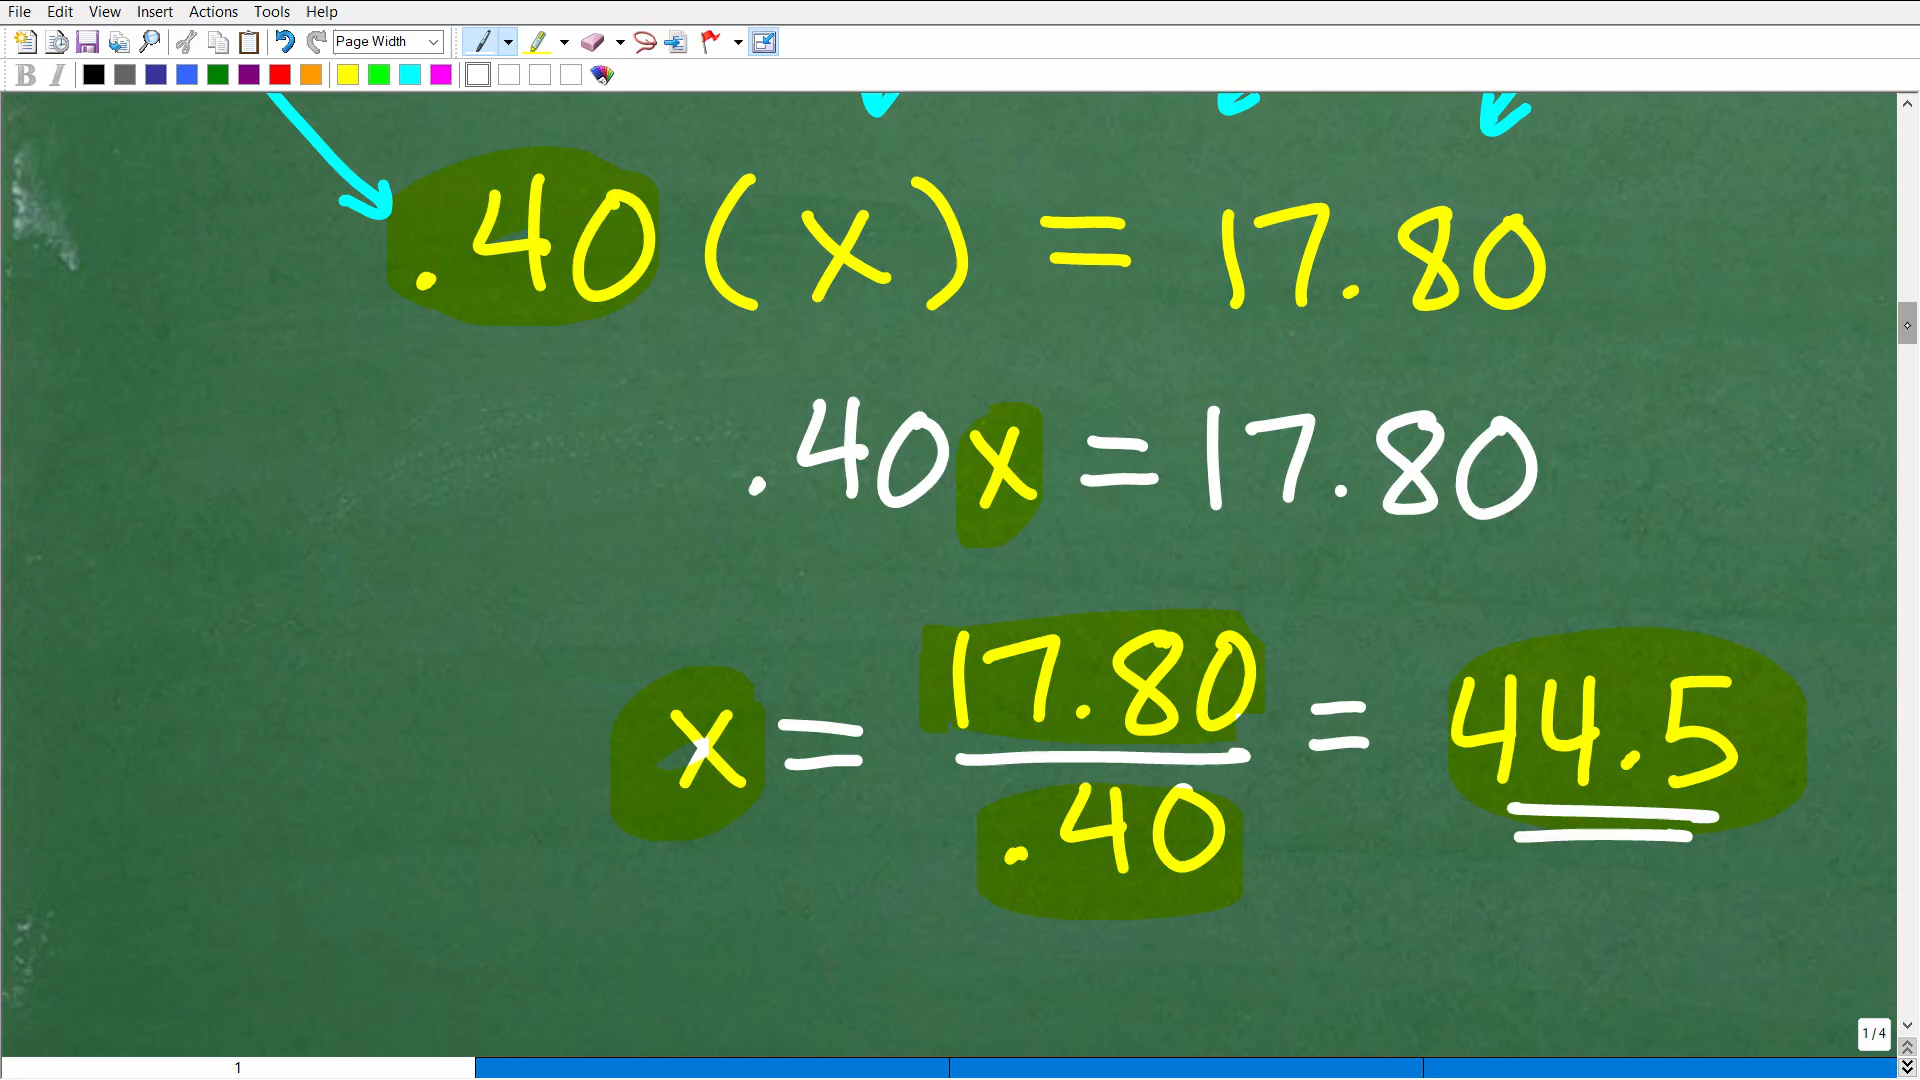 File Edit View Insert Actions Tools Help
Page Width
B I
.40 (x) = 17.80
.40x = 17.80
x = 17.80 / .40 = 44.5
1 / 4
1